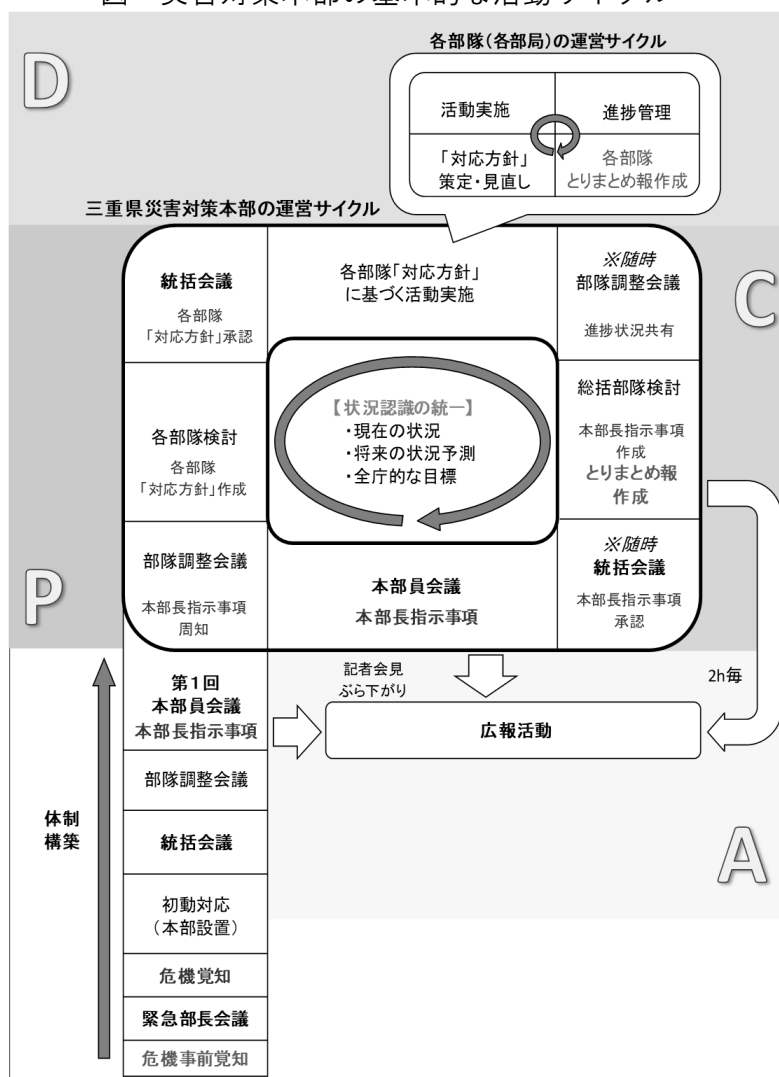 図 災害対策本部の基本的な活動サイクル
各部隊(各部局)の運営サイクル
D
活動実施
進捗管理
「対応方針」
策定・見直し
各部隊
とりまとめ報作成
三重県災害対策本部の運営サイクル
統括会議
各部隊
「対応方針」承認
各部隊「対応方針」
に基づく活動実施
※随時
部隊調整会議
進捗状況共有
C
各部隊検討
各部隊
「対応方針」作成
【状況認識の統一】
・現在の状況
・将来の状況予測
・全庁的な目標
総括部隊検討
本部長指示事項
作成
とりまとめ報
作成
P
部隊調整会議
本部長指示事項
周知
本部員会議
本部長指示事項
※随時
統括会議
本部長指示事項
承認
第1回
本部員会議
本部長指示事項
記者会見
ぶら下がり
2h毎
広報活動
部隊調整会議
体制
構築
統括会議
A
初動対応
(本部設置)
危機覚知
緊急部長会議
危機事前覚知